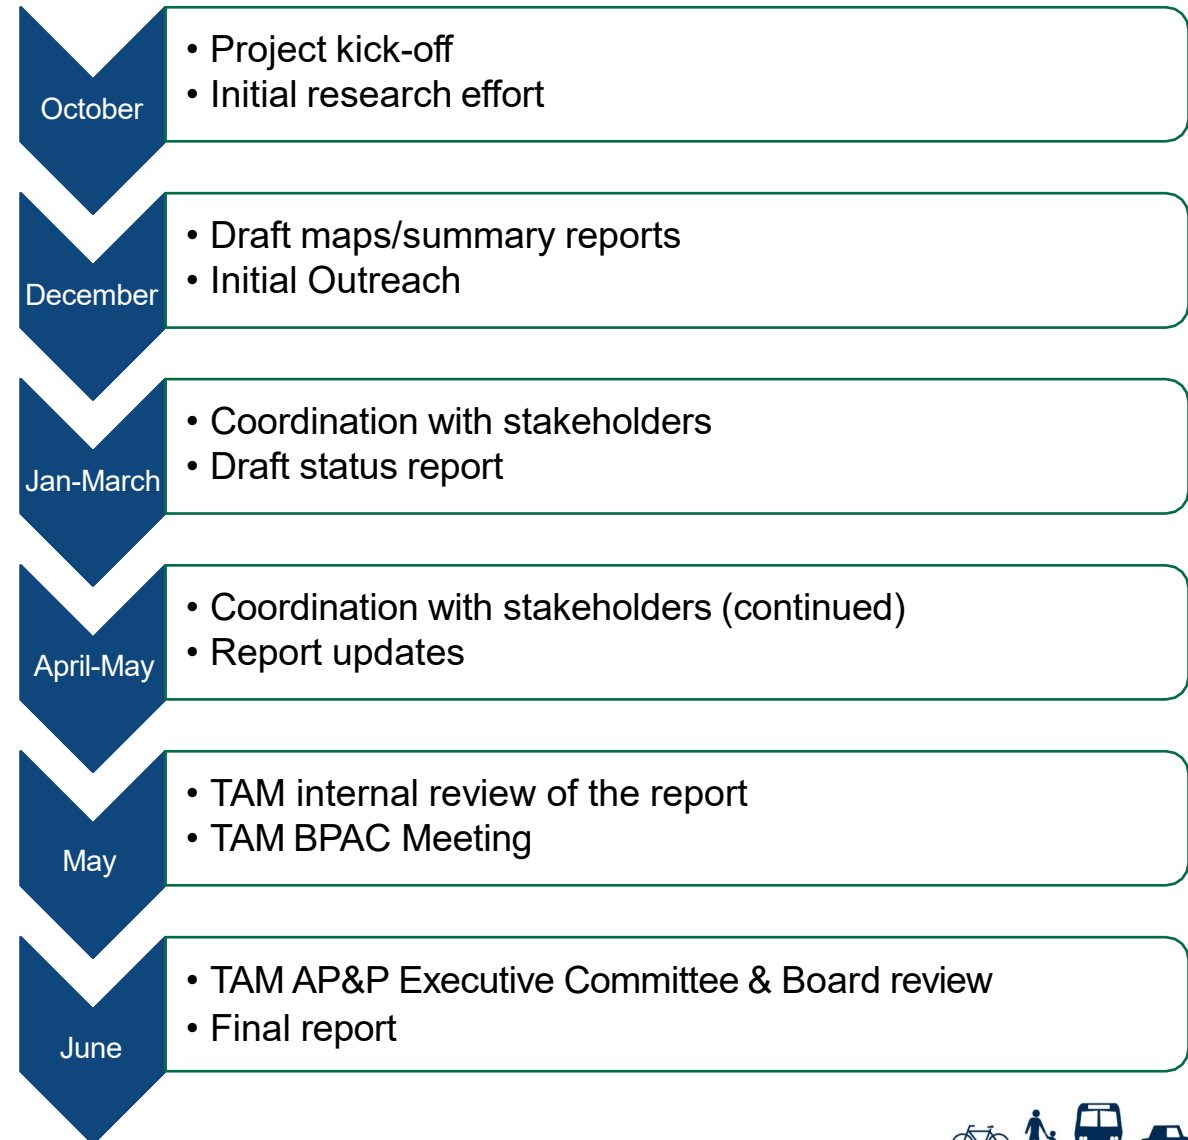 October
• Project kick-off
• Initial research effort
December
• Draft maps/summary reports
• Initial Outreach
Jan-March
• Coordination with stakeholders
• Draft status report
April-May
• Coordination with stakeholders (continued)
• Report updates
May
• TAM internal review of the report
• TAM BPAC Meeting
June
• TAM AP&P Executive Committee & Board review
• Final report